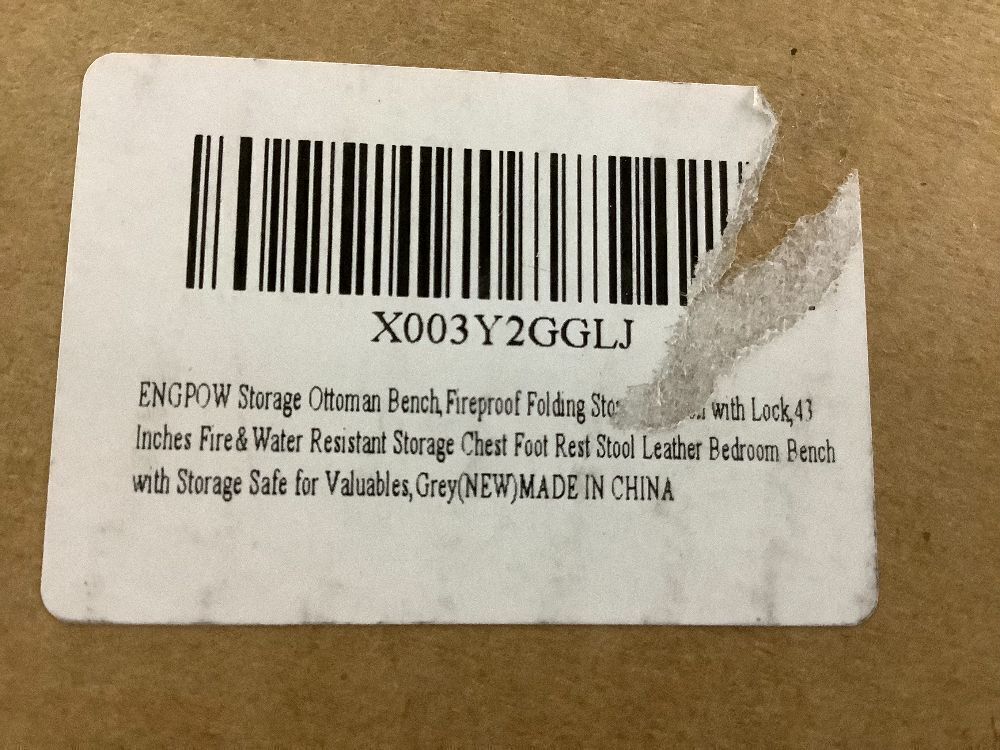 X003Y2GGLJ
ENGPOW Storage Ottoman Bench,Fireproof Folding with Lock,43
Inches Fire&Water Resistant Storage Chest Foot Rest Stool Leather Bedroom Bench
with Storage Safe for Valuables,Grey(NEW)MADE IN CHINA